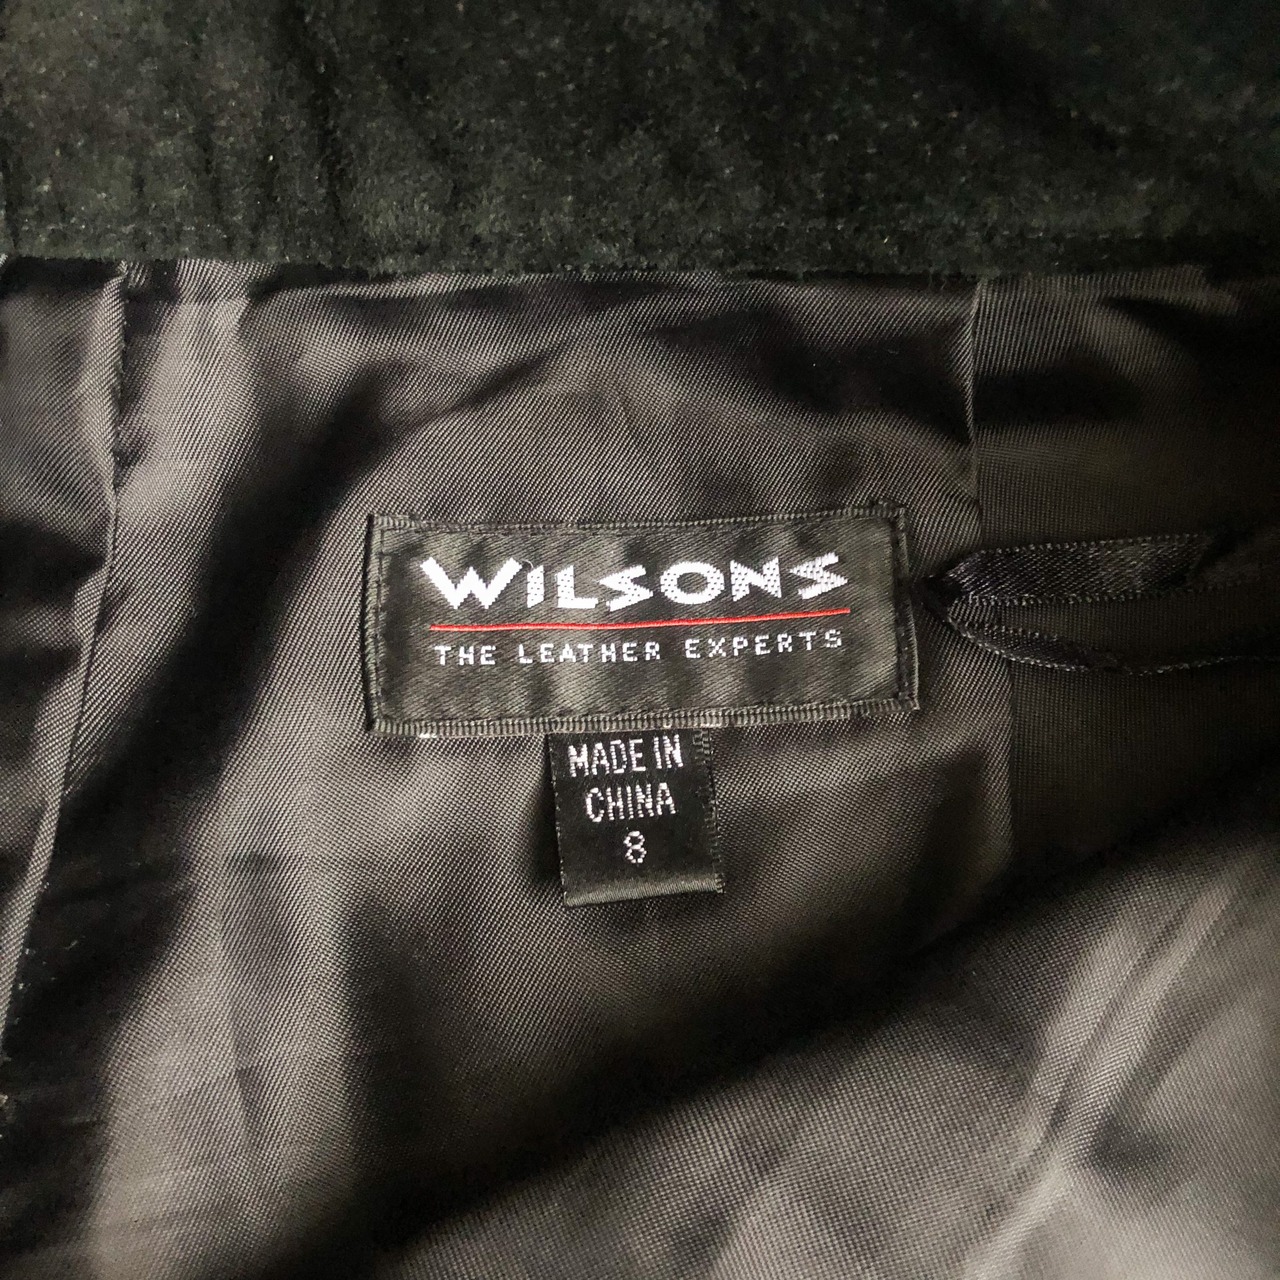 WILSONS
THE LEATHER EXPERTS
MADE IN
CHINA
8